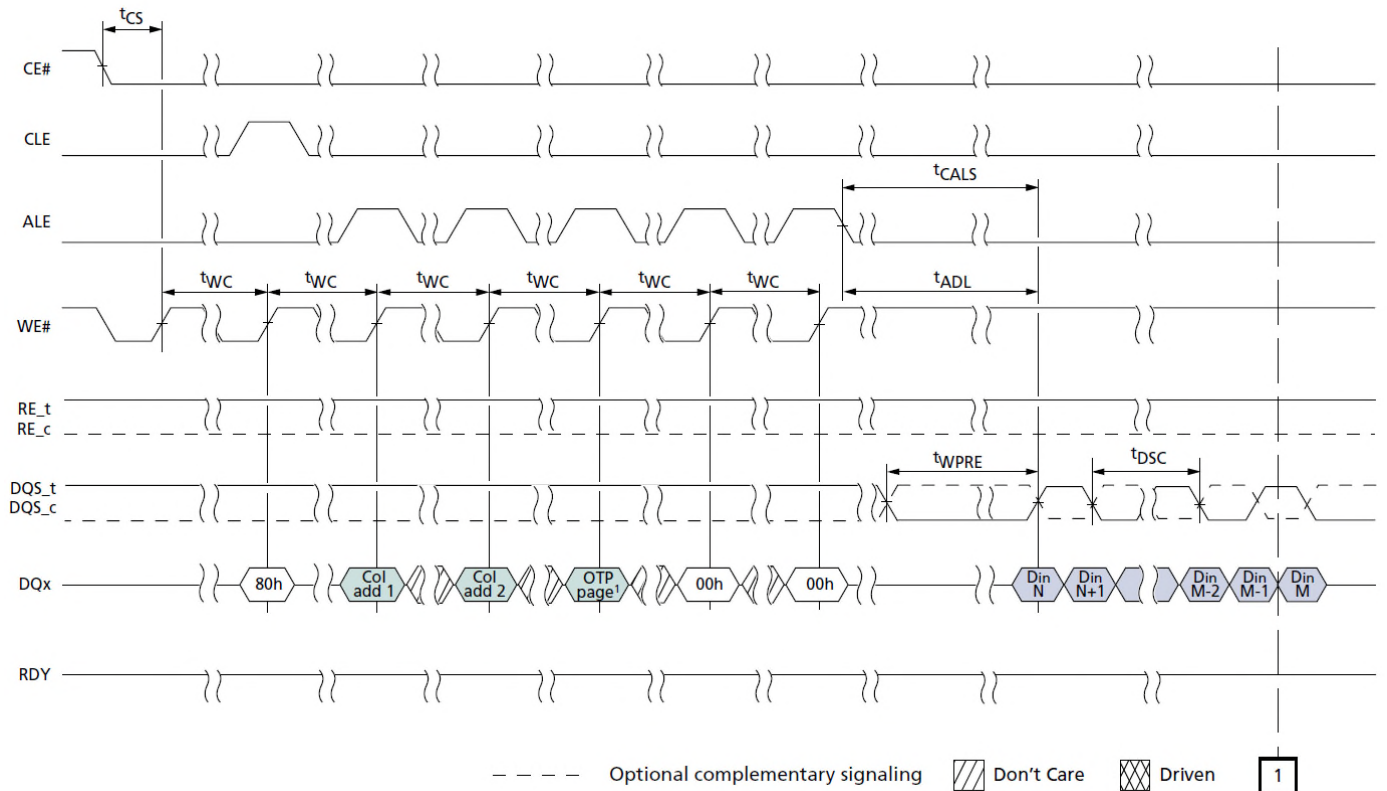 tCS
CE#
CLE
tCALS
ALE
tWC tWC tWC tWC tWC tWC tADL
WE#
RE_t
RE_c
tWPRE tDSC
DQS_t
DQS_c
DQx 80h Col add 1 Col add 2 OTP page¹ 00h 00h Din N Din N+1 Din M-2 Din M-1 Din M
RDY
Optional complementary signaling Don't Care Driven 1